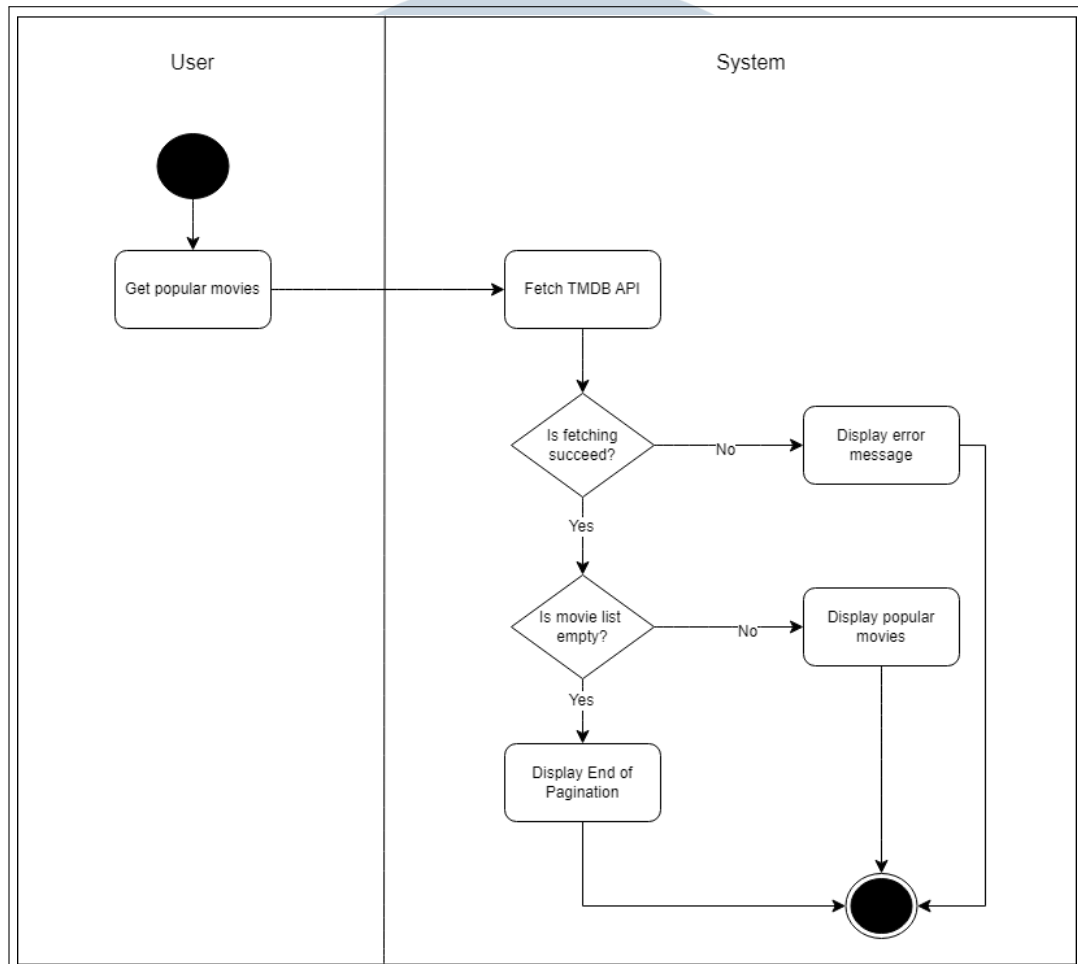 User
System
Get popular movies
Fetch TMDB API
Is fetching
succeed?
No
Display error
message
Yes
Is movie list
empty?
No
Display popular
movies
Yes
Display End of
Pagination